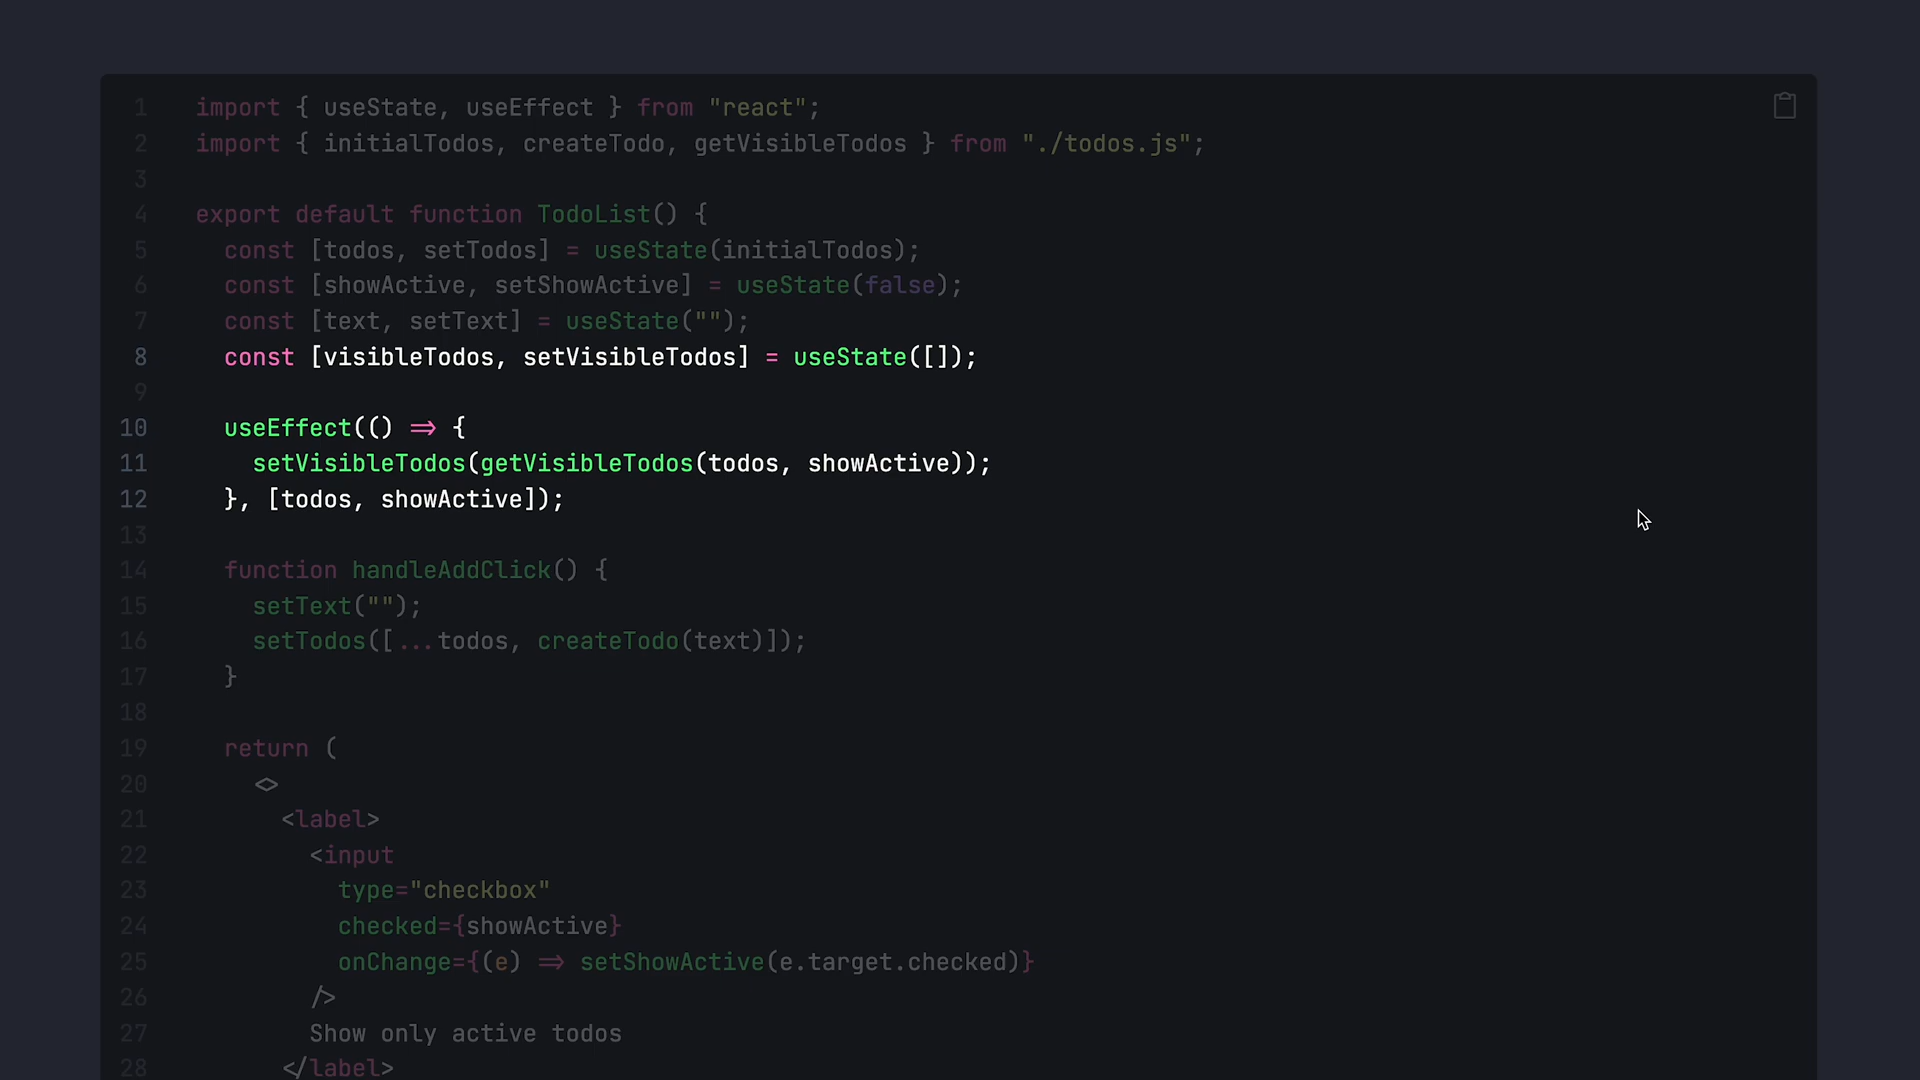 1 import { useState, useEffect } from "react";
2 import { initialTodos, createTodo, getVisibleTodos } from "./todos.js";
3
4 export default function TodoList() {
5   const [todos, setTodos] = useState(initialTodos);
6   const [showActive, setShowActive] = useState(false);
7   const [text, setText] = useState("");
8   const [visibleTodos, setVisibleTodos] = useState([]);
9
10   useEffect(() => {
11     setVisibleTodos(getVisibleTodos(todos, showActive));
12   }, [todos, showActive]);
13
14   function handleAddClick() {
15     setText("");
16     setTodos([...todos, createTodo(text)]);
17   }
18
19   return (
20     <>
21       <label>
22         <input
23           type="checkbox"
24           checked={showActive}
25           onChange={(e) => setShowActive(e.target.checked)}
26         />
27         Show only active todos
28       </label>